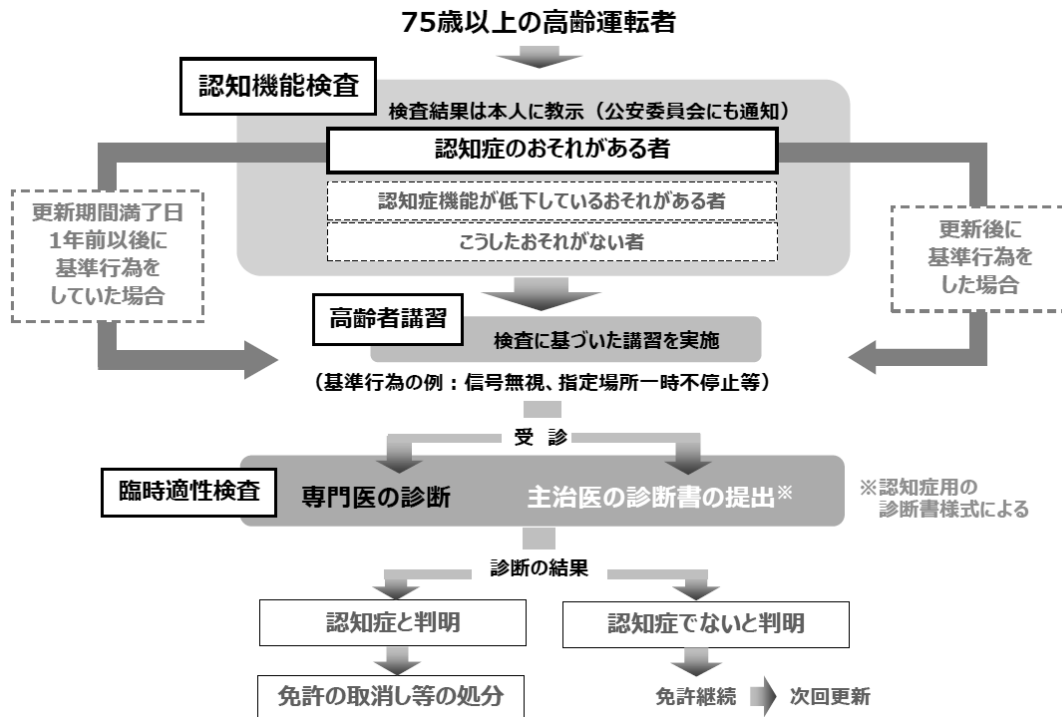 75歳以上の高齢運転者
認知機能検査
検査結果は本人に教示（公安委員会にも通知）
認知症のおそれがある者
認知症機能が低下しているおそれがある者
こうしたおそれがない者
更新期間満了日
1年前以後に
基準行為を
していた場合
更新後に
基準行為を
した場合
高齢者講習
検査に基づいた講習を実施
（基準行為の例：信号無視、指定場所一時不停止等）
受 診
臨時適性検査
専門医の診断
主治医の診断書の提出※
※認知症用の
診断書様式による
診断の結果
認知症と判明
認知症でないと判明
免許の取消し等の処分
免許継続
次回更新